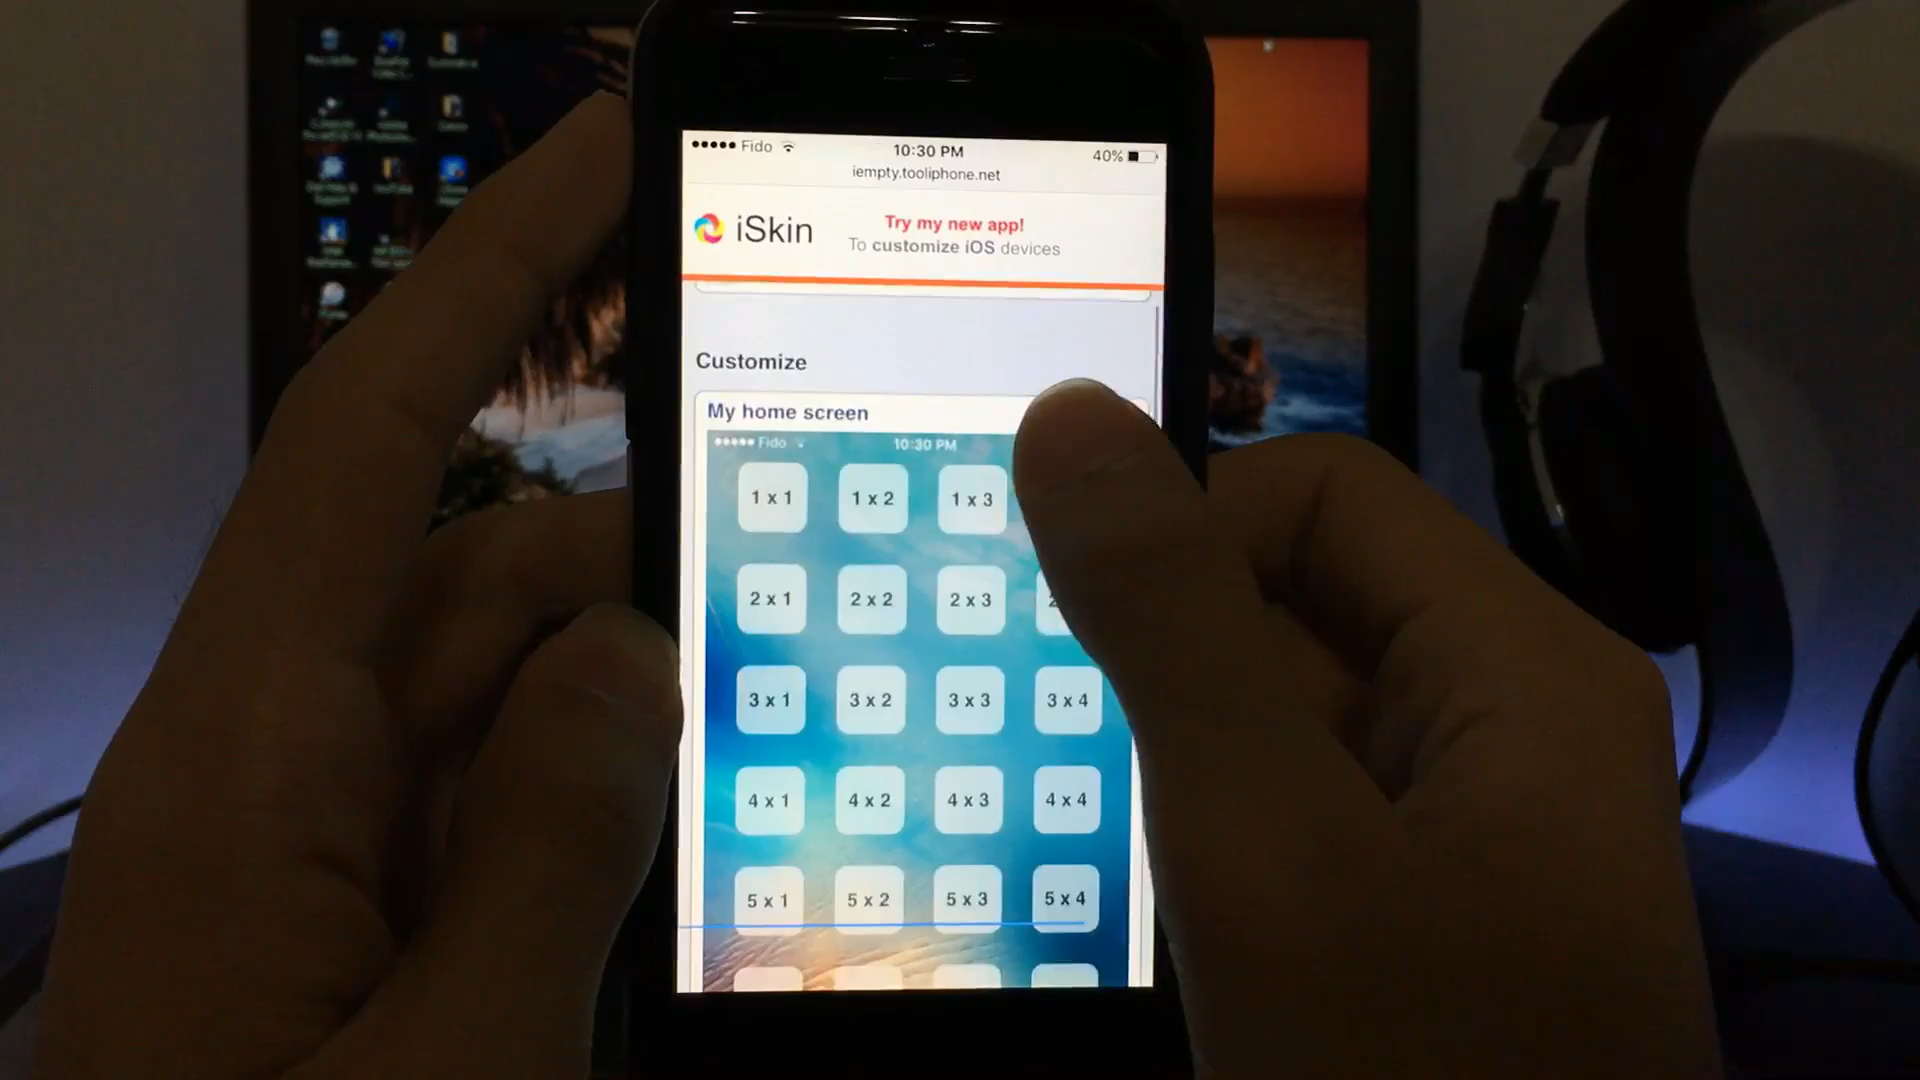 ●●●●● Fido 10:30 PM 40%
iempty.tooliphone.net
iSkin
Try my new app!
To customize iOS devices
Customize
My home screen
●●●●● Fido 10:30 PM
1 x 1 1 x 2 1 x 3
2 x 1 2 x 2 2 x 3 2
3 x 1 3 x 2 3 x 3 3 x 4
4 x 1 4 x 2 4 x 3 4 x 4
5 x 1 5 x 2 5 x 3 5 x 4